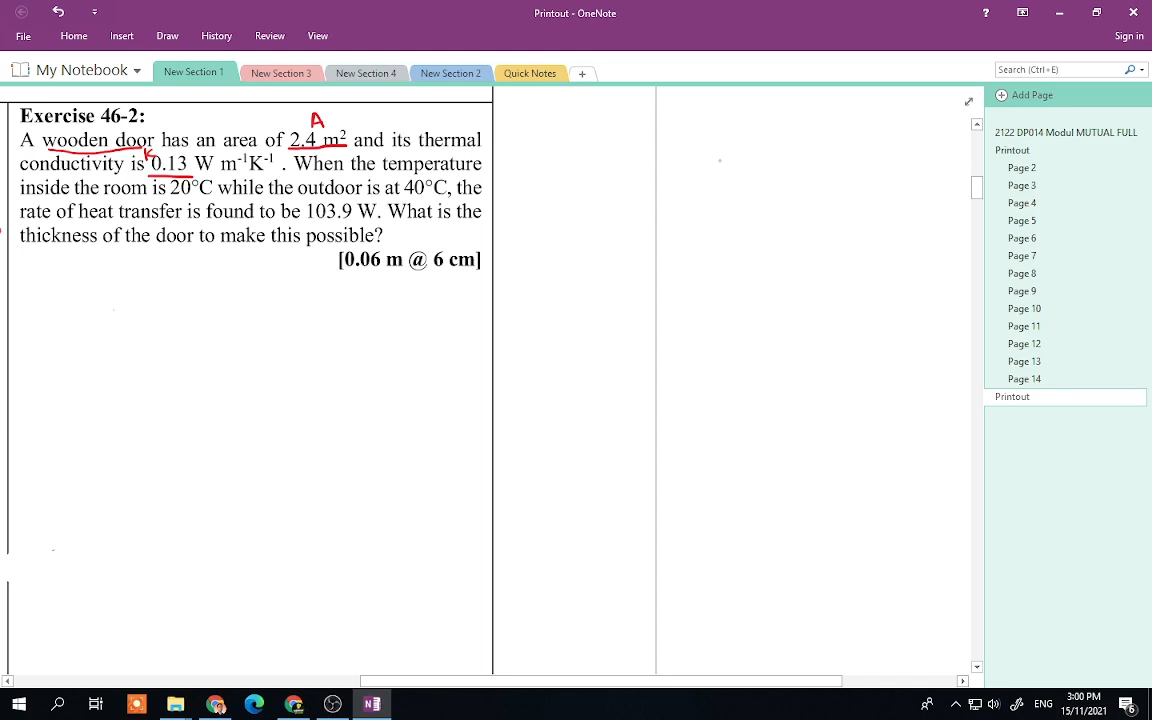 Printout - OneNote
?
File
Home
Insert
Draw
History
Review
View
Sign in
My Notebook
New Section 1
New Section 3
New Section 4
New Section 2
Quick Notes
+
Search (Ctrl+E)
Add Page
2122 DP014 Modul MUTUAL FULL
Printout
Page 2
Page 3
Page 4
Page 5
Page 6
Page 7
Page 8
Page 9
Page 10
Page 11
Page 12
Page 13
Page 14
Printout
Exercise 46-2:
A
A wooden door has an area of 2.4 m² and its thermal
K
conductivity is 0.13 W m⁻¹K⁻¹ . When the temperature
inside the room is 20°C while the outdoor is at 40°C, the
rate of heat transfer is found to be 103.9 W. What is the
thickness of the door to make this possible?
[0.06 m @ 6 cm]
N
ENG
3:00 PM
15/11/2021
6